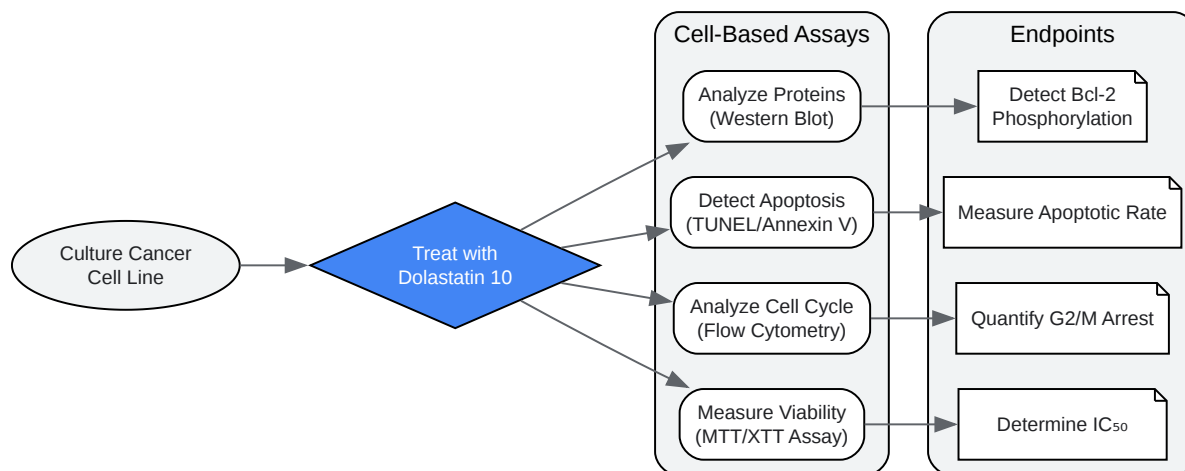 Cell-Based Assays
Endpoints
Culture Cancer
Cell Line
Treat with
Dolastatin 10
Analyze Proteins
(Western Blot)
Detect Bcl-2
Phosphorylation
Detect Apoptosis
(TUNEL/Annexin V)
Measure Apoptotic Rate
Analyze Cell Cycle
(Flow Cytometry)
Quantify G2/M Arrest
Measure Viability
(MTT/XTT Assay)
Determine IC₅₀